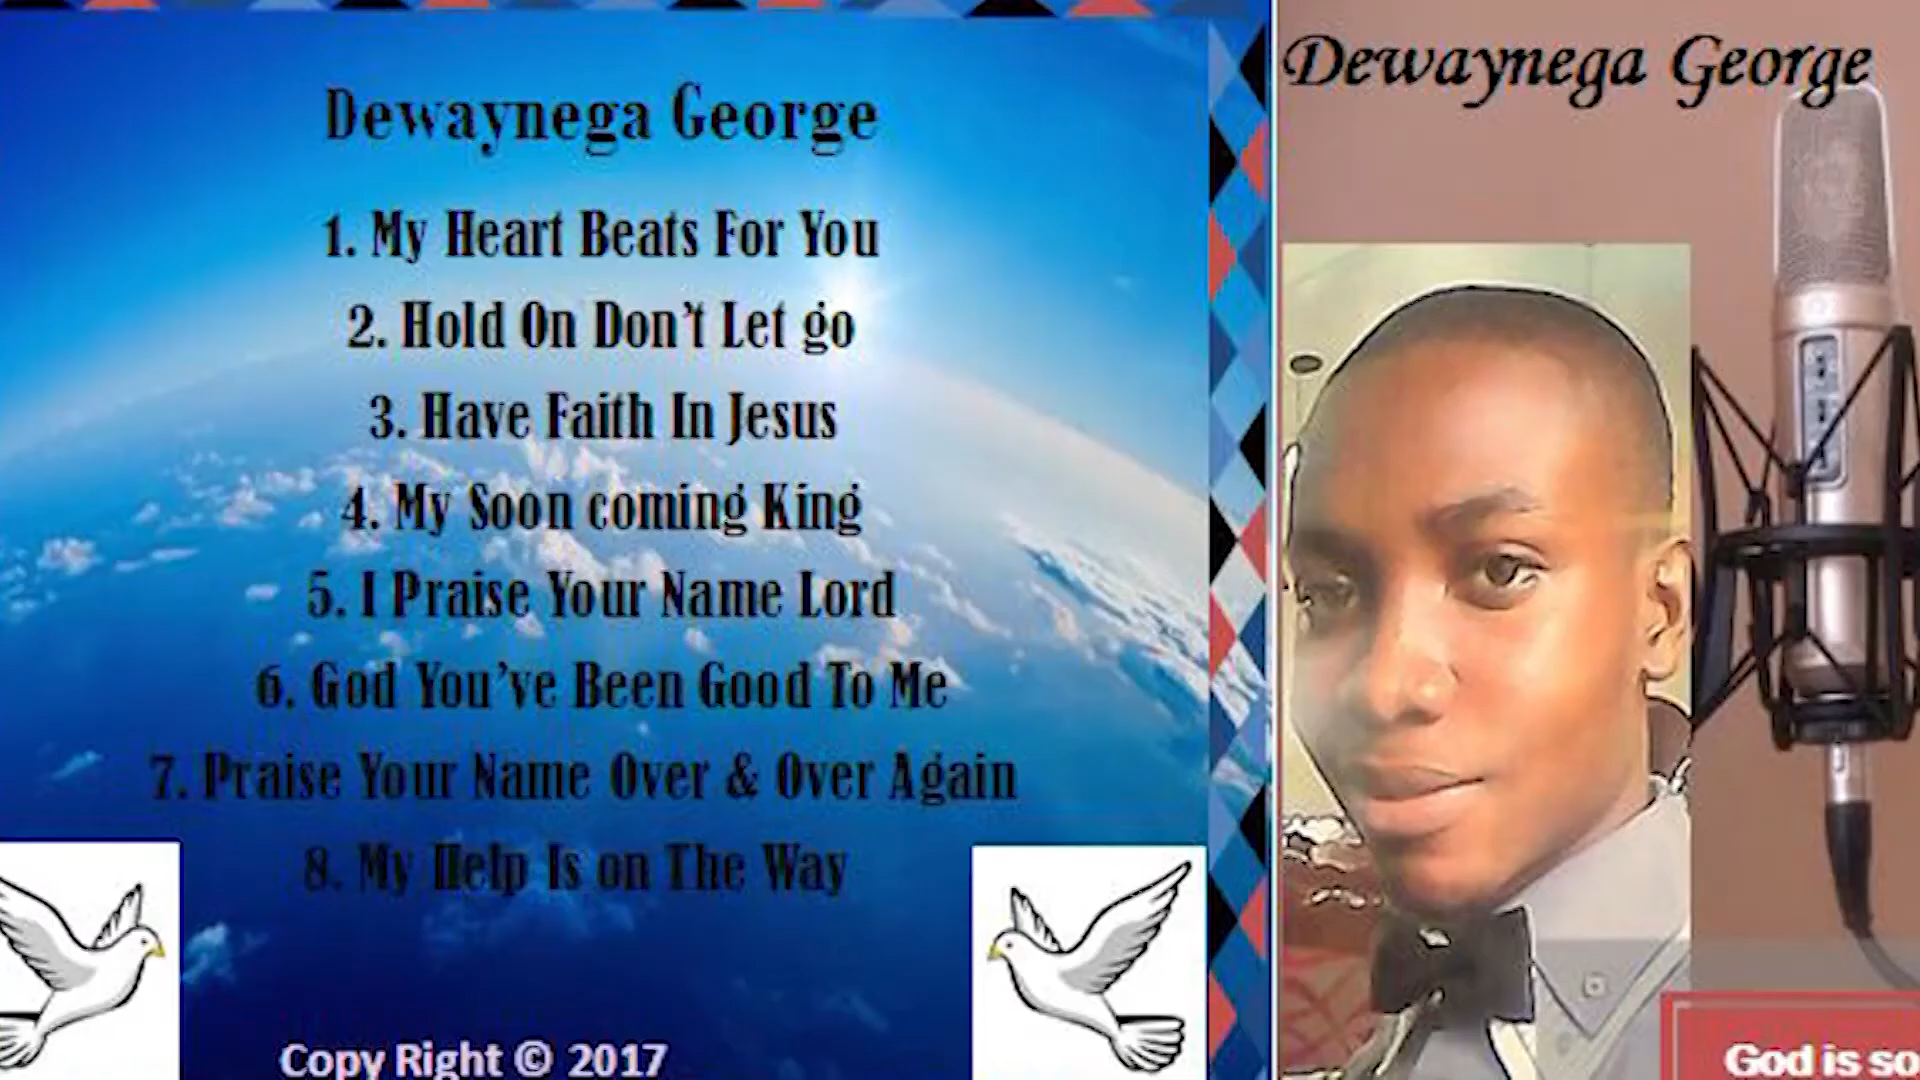 Dewaynega George
1. My Heart Beats For You
2. Hold On Don't Let go
3. Have Faith In Jesus
4. My Soon coming King
5. I Praise Your Name Lord
6. God You've Been Good To Me
7. Praise Your Name Over & Over Again
8. My Help Is on The Way
Copy Right © 2017
Dewaynega George
God is so